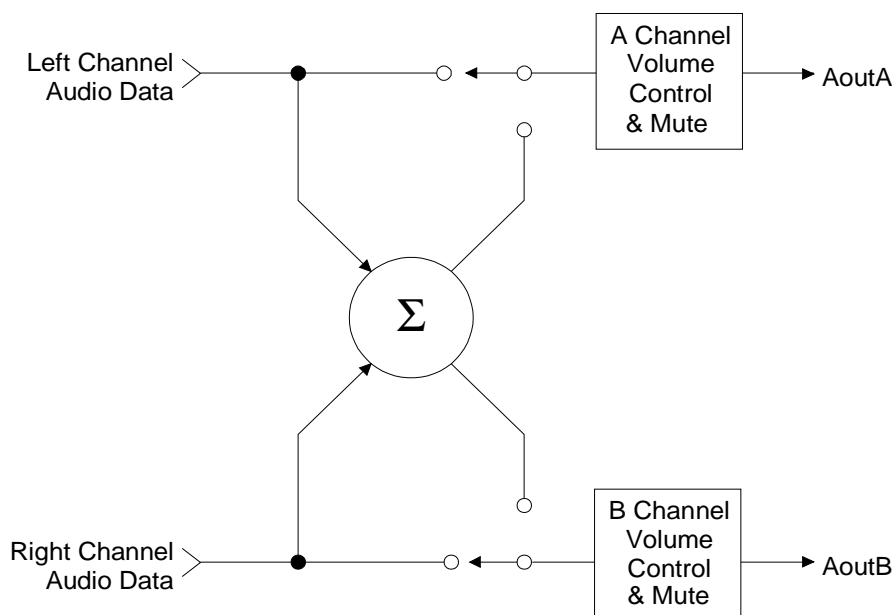 Left Channel
Audio Data
A Channel
Volume
Control
& Mute
AoutA
Σ
Right Channel
Audio Data
B Channel
Volume
Control
& Mute
AoutB